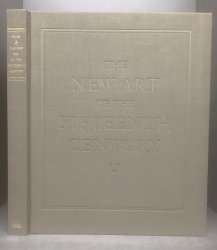 THE
NEW ART
OF THE
FIFTEENTH
CENTURY